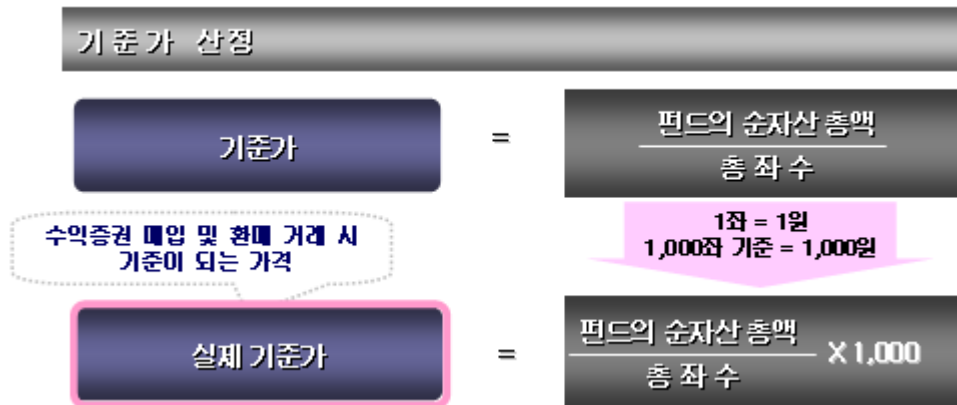 기준가 산정
기준가
=
펀드의 순자산 총액
총 좌 수
수익증권 매입 및 환매 거래 시
기준이 되는 가격
1좌 = 1원
1,000좌 기준 = 1,000원
실제 기준가
=
펀드의 순자산 총액
총 좌 수
X 1,000